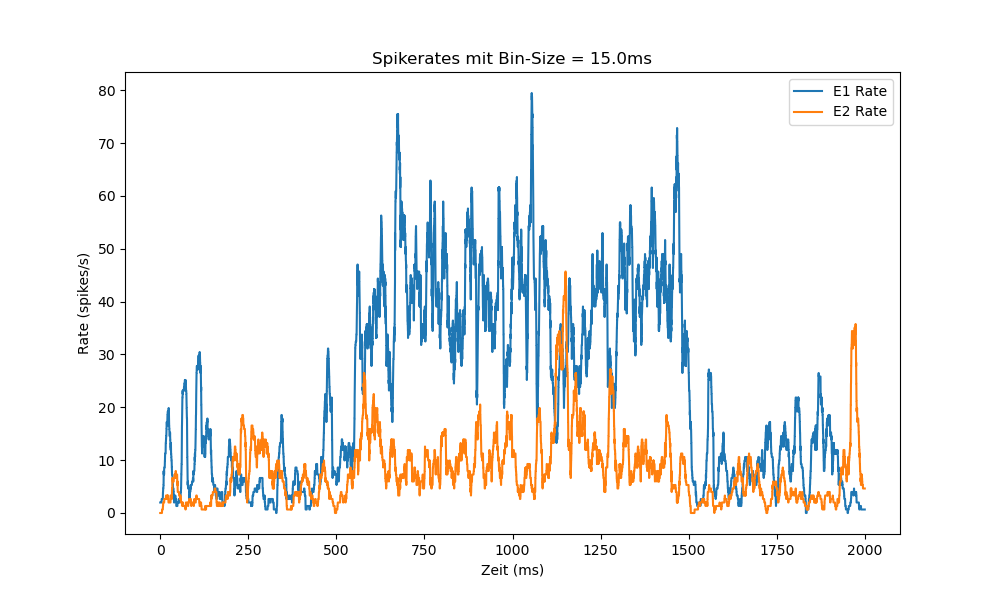 Spikerates mit Bin-Size = 15.0ms
E1 Rate
E2 Rate
Rate (spikes/s)
80
70
60
50
40
30
20
10
0
0 250 500 750 1000 1250 1500 1750 2000
Zeit (ms)